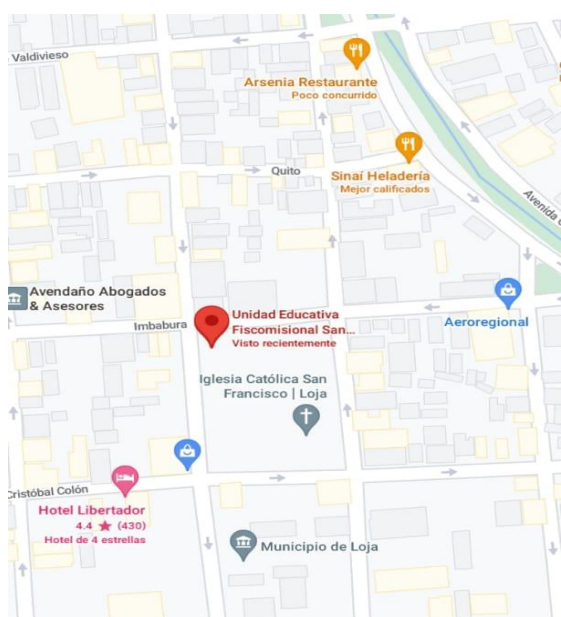 Valdivieso
Arsenia Restaurante
Poco concurrido
Quito
Sinaí Heladería
Mejor calificados
Avenida
Avendaño Abogados
& Asesores
Imbabura
Unidad Educativa
Fiscomisional San...
Visto recientemente
Aeroregional
Iglesia Católica San
Francisco | Loja
Cristóbal Colón
Hotel Libertador
4.4 ★ (430)
Hotel de 4 estrellas
Municipio de Loja